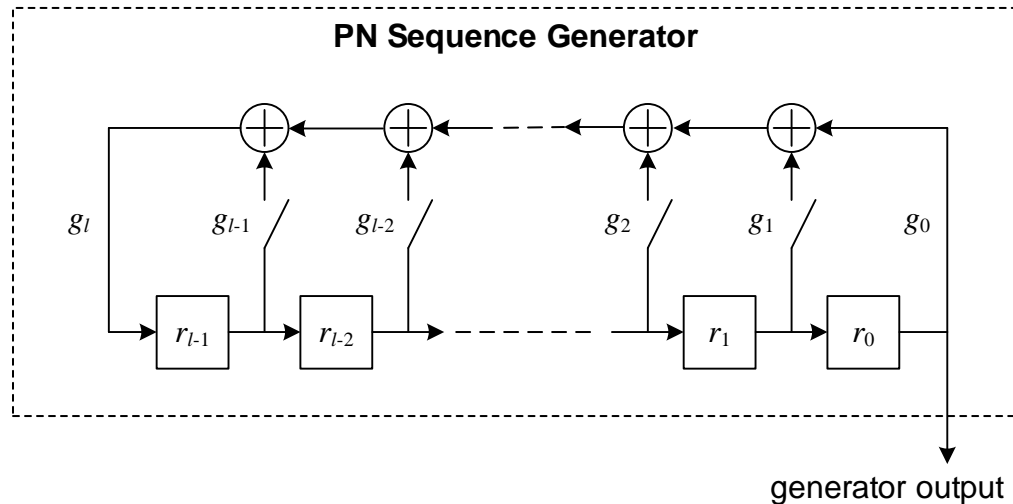 PN Sequence Generator
g_l g_{l-1} g_{l-2} g_2 g_1 g_0
r_{l-1} r_{l-2} r_1 r_0
generator output